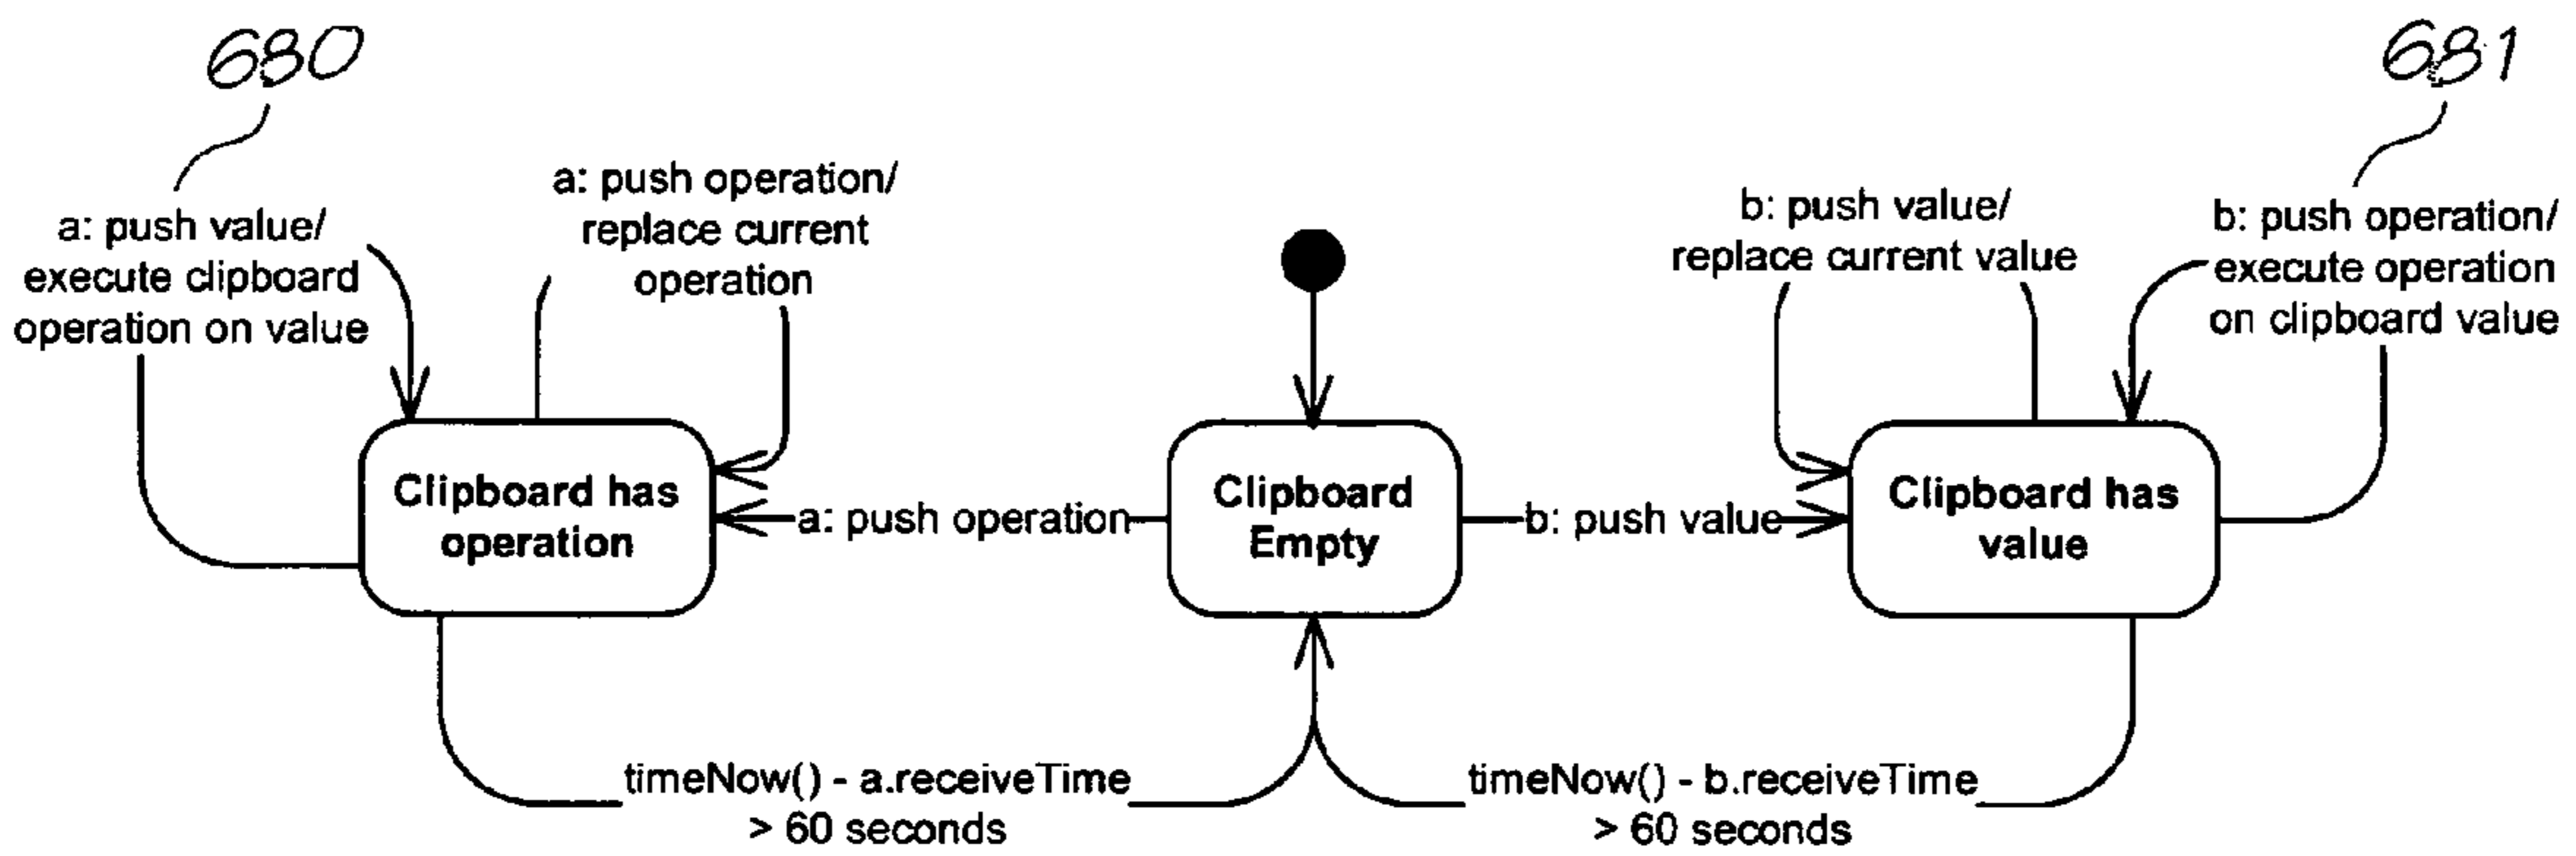 680
681
a: push value/
execute clipboard
operation on value
a: push operation/
replace current
operation
b: push value/
replace current value
b: push operation/
execute operation
on clipboard value
Clipboard has
operation
a: push operation
Clipboard
Empty
b: push value
Clipboard has
value
timeNow() - a.receiveTime
> 60 seconds
timeNow() - b.receiveTime
> 60 seconds